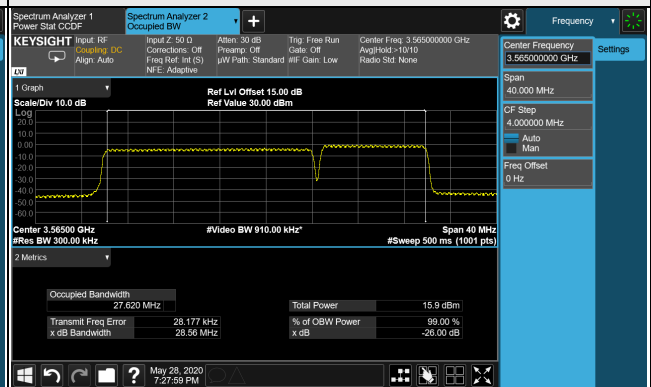 Spectrum Analyzer 1
Power Stat CCDF
Spectrum Analyzer 2
Occupied BW
Frequency
KEYSIGHT
Input: RF
Coupling: DC
Align: Auto
Input Z: 50 Ω
Corrections: Off
Freq Ref: Int (S)
NFE: Adaptive
Atten: 30 dB
Preamp: Off
µW Path: Standard
Trig: Free Run
Gate: Off
#IF Gain: Low
Center Freq: 3.565000000 GHz
Avg|Hold:>10/10
Radio Std: None
LXI
1 Graph
Scale/Div 10.0 dB
Ref Lvl Offset 15.00 dB
Ref Value 30.00 dBm
Log
20.0
10.0
0.00
-10.0
-20.0
-30.0
-40.0
-50.0
-60.0
Center 3.56500 GHz
#Res BW 300.00 kHz
#Video BW 910.00 kHz*
Span 40 MHz
#Sweep 500 ms (1001 pts)
2 Metrics
Occupied Bandwidth
27.620 MHz
Total Power 15.9 dBm
Transmit Freq Error 28.177 kHz
% of OBW Power 99.00 %
x dB Bandwidth 28.56 MHz
x dB -26.00 dB
?
May 28, 2020
7:27:59 PM
Center Frequency
3.565000000 GHz
Settings
Span
40.000 MHz
CF Step
4.000000 MHz
Auto
Man
Freq Offset
0 Hz